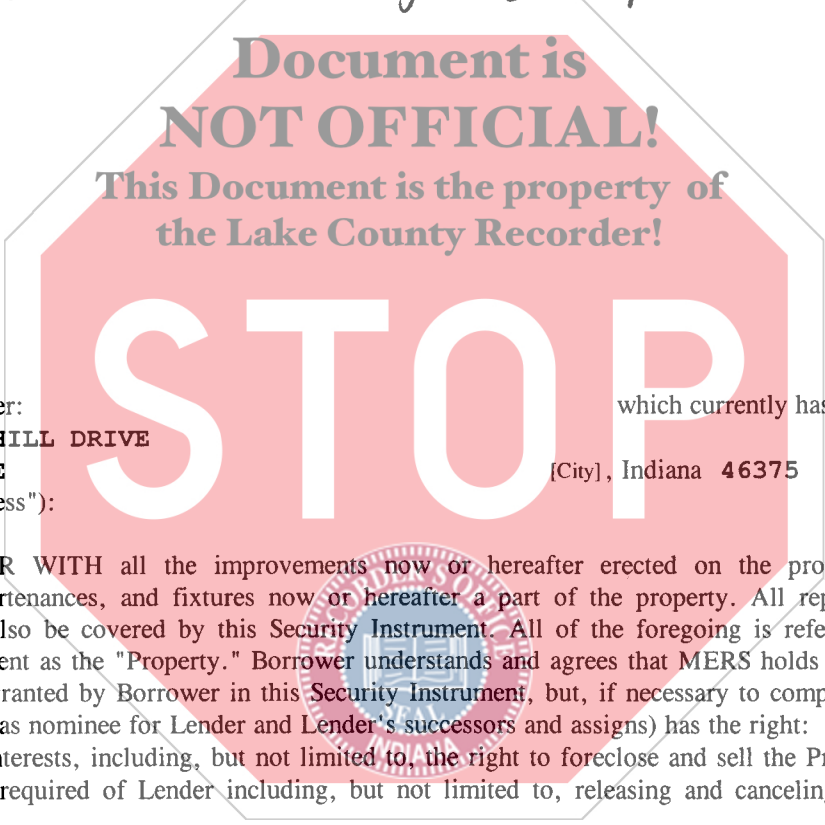 Document is
NOT OFFICIAL!
This Document is the property of
the Lake County Recorder!
STOP
er: which currently has
HILL DRIVE
E [City], Indiana 46375
ess"):
R WITH all the improvements now or hereafter erected on the pro
rtenances, and fixtures now or hereafter a part of the property. All rep
lso be covered by this Security Instrument. All of the foregoing is refe
ent as the "Property." Borrower understands and agrees that MERS holds
ranted by Borrower in this Security Instrument, but, if necessary to comp
as nominee for Lender and Lender's successors and assigns) has the right:
nterests, including, but not limited to, the right to foreclose and sell the Pr
required of Lender including, but not limited to, releasing and canceling
RECORDER'S OFFICE
SEAL
INDIANA